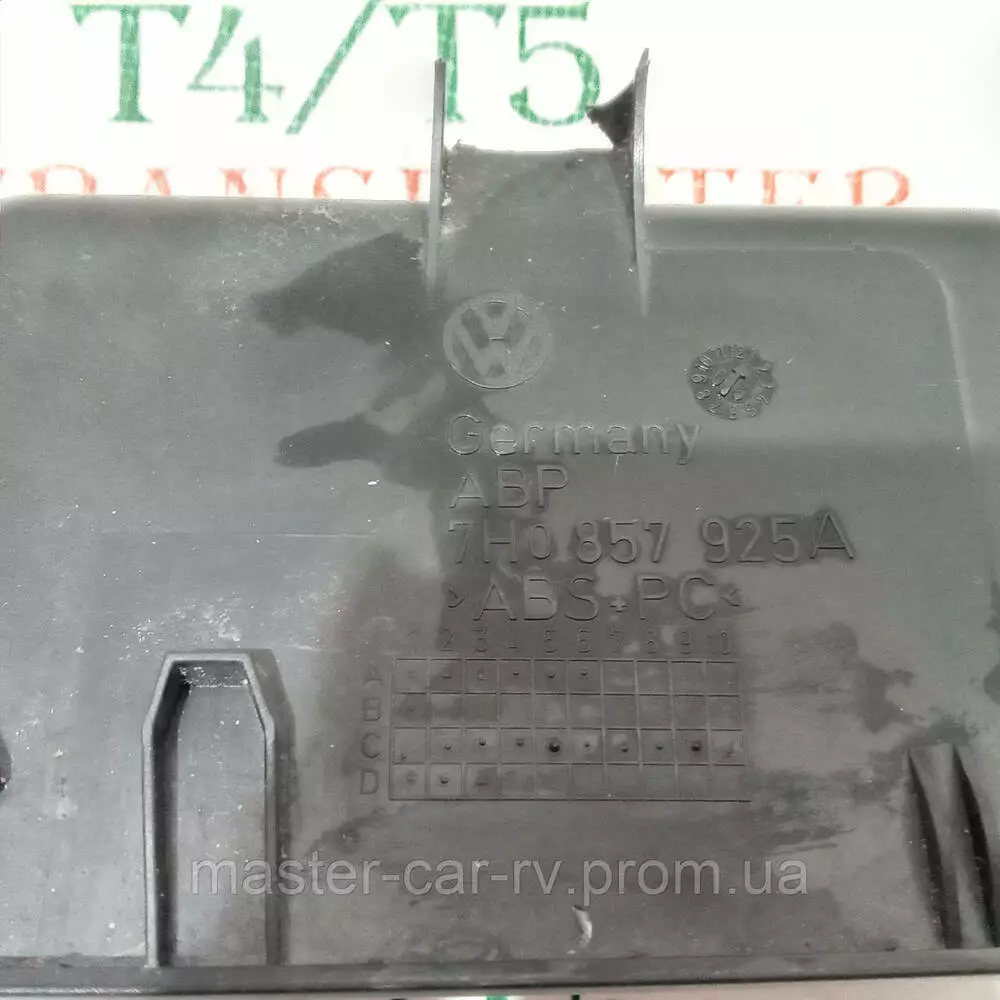 T4/T5
Germany
ABP
7H0 857 925A
>ABS+PC<
1 2 3 4 5 6 7 8 9 10
A
B
C
D
master-car-rv.prom.ua